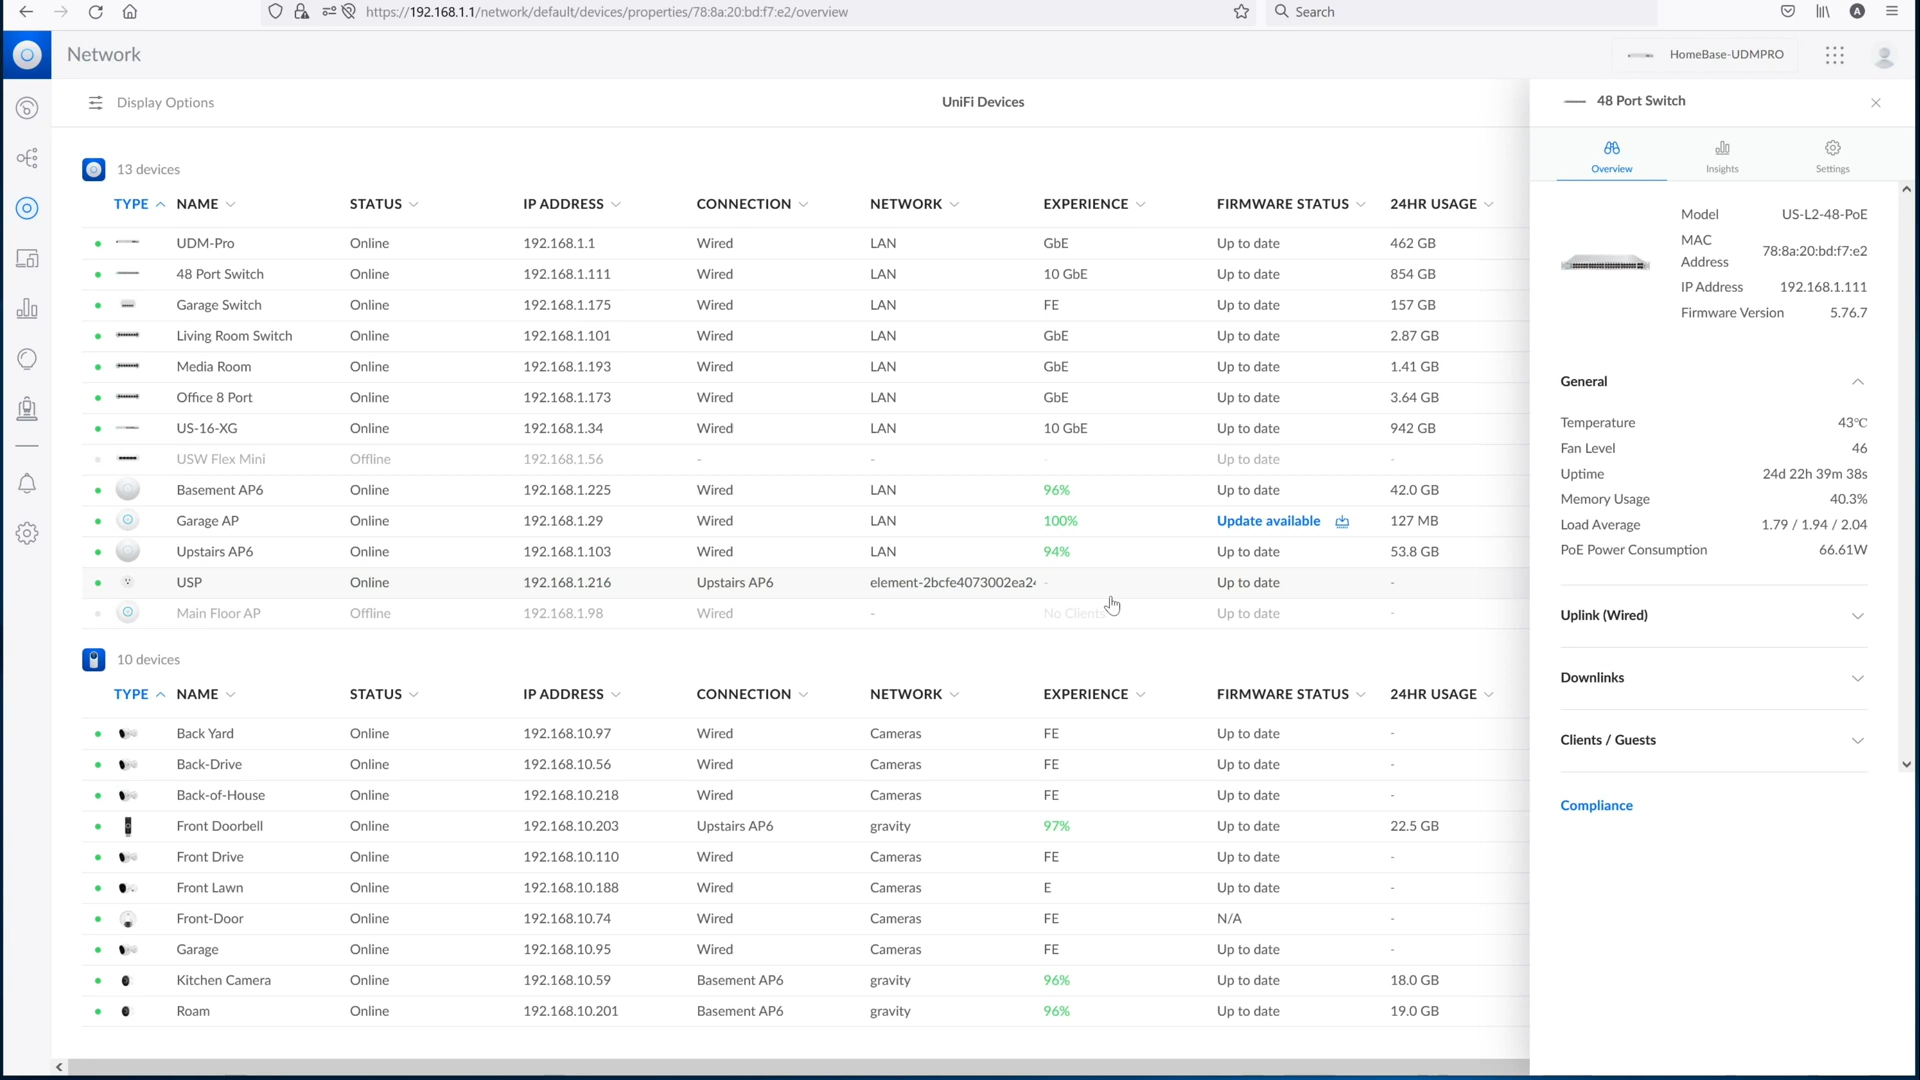 https://192.168.1.1/network/default/devices/properties/78:8a:20:bd:f7:e2/overview
Search
A
Network
HomeBase-UDMPRO
Display Options
UniFi Devices
13 devices
TYPE NAME STATUS IP ADDRESS CONNECTION NETWORK EXPERIENCE FIRMWARE STATUS 24HR USAGE
UDM-Pro Online 192.168.1.1 Wired LAN GbE Up to date 462 GB
48 Port Switch Online 192.168.1.111 Wired LAN 10 GbE Up to date 854 GB
Garage Switch Online 192.168.1.175 Wired LAN FE Up to date 157 GB
Living Room Switch Online 192.168.1.101 Wired LAN GbE Up to date 2.87 GB
Media Room Online 192.168.1.193 Wired LAN GbE Up to date 1.41 GB
Office 8 Port Online 192.168.1.173 Wired LAN GbE Up to date 3.64 GB
US-16-XG Online 192.168.1.34 Wired LAN 10 GbE Up to date 942 GB
USW Flex Mini Offline 192.168.1.56 - - - Up to date -
Basement AP6 Online 192.168.1.225 Wired LAN 96% Up to date 42.0 GB
Garage AP Online 192.168.1.29 Wired LAN 100% Update available 127 MB
Upstairs AP6 Online 192.168.1.103 Wired LAN 94% Up to date 53.8 GB
USP Online 192.168.1.216 Upstairs AP6 element-2bcfe4073002ea24 - Up to date -
Main Floor AP Offline 192.168.1.98 Wired - No Clients Up to date
10 devices
TYPE NAME STATUS IP ADDRESS CONNECTION NETWORK EXPERIENCE FIRMWARE STATUS 24HR USAGE
Back Yard Online 192.168.10.97 Wired Cameras FE Up to date -
Back-Drive Online 192.168.10.56 Wired Cameras FE Up to date -
Back-of-House Online 192.168.10.218 Wired Cameras FE Up to date -
Front Doorbell Online 192.168.10.203 Upstairs AP6 gravity 97% Up to date 22.5 GB
Front Drive Online 192.168.10.110 Wired Cameras FE Up to date -
Front Lawn Online 192.168.10.188 Wired Cameras E Up to date -
Front-Door Online 192.168.10.74 Wired Cameras FE N/A -
Garage Online 192.168.10.95 Wired Cameras FE Up to date -
Kitchen Camera Online 192.168.10.59 Basement AP6 gravity 96% Up to date 18.0 GB
Roam Online 192.168.10.201 Basement AP6 gravity 96% Up to date 19.0 GB
48 Port Switch
Overview Insights Settings
Model US-L2-48-PoE
MAC Address 78:8a:20:bd:f7:e2
IP Address 192.168.1.111
Firmware Version 5.76.7
General
Temperature 43°C
Fan Level 46
Uptime 24d 22h 39m 38s
Memory Usage 40.3%
Load Average 1.79 / 1.94 / 2.04
PoE Power Consumption 66.61W
Uplink (Wired)
Downlinks
Clients / Guests
Compliance